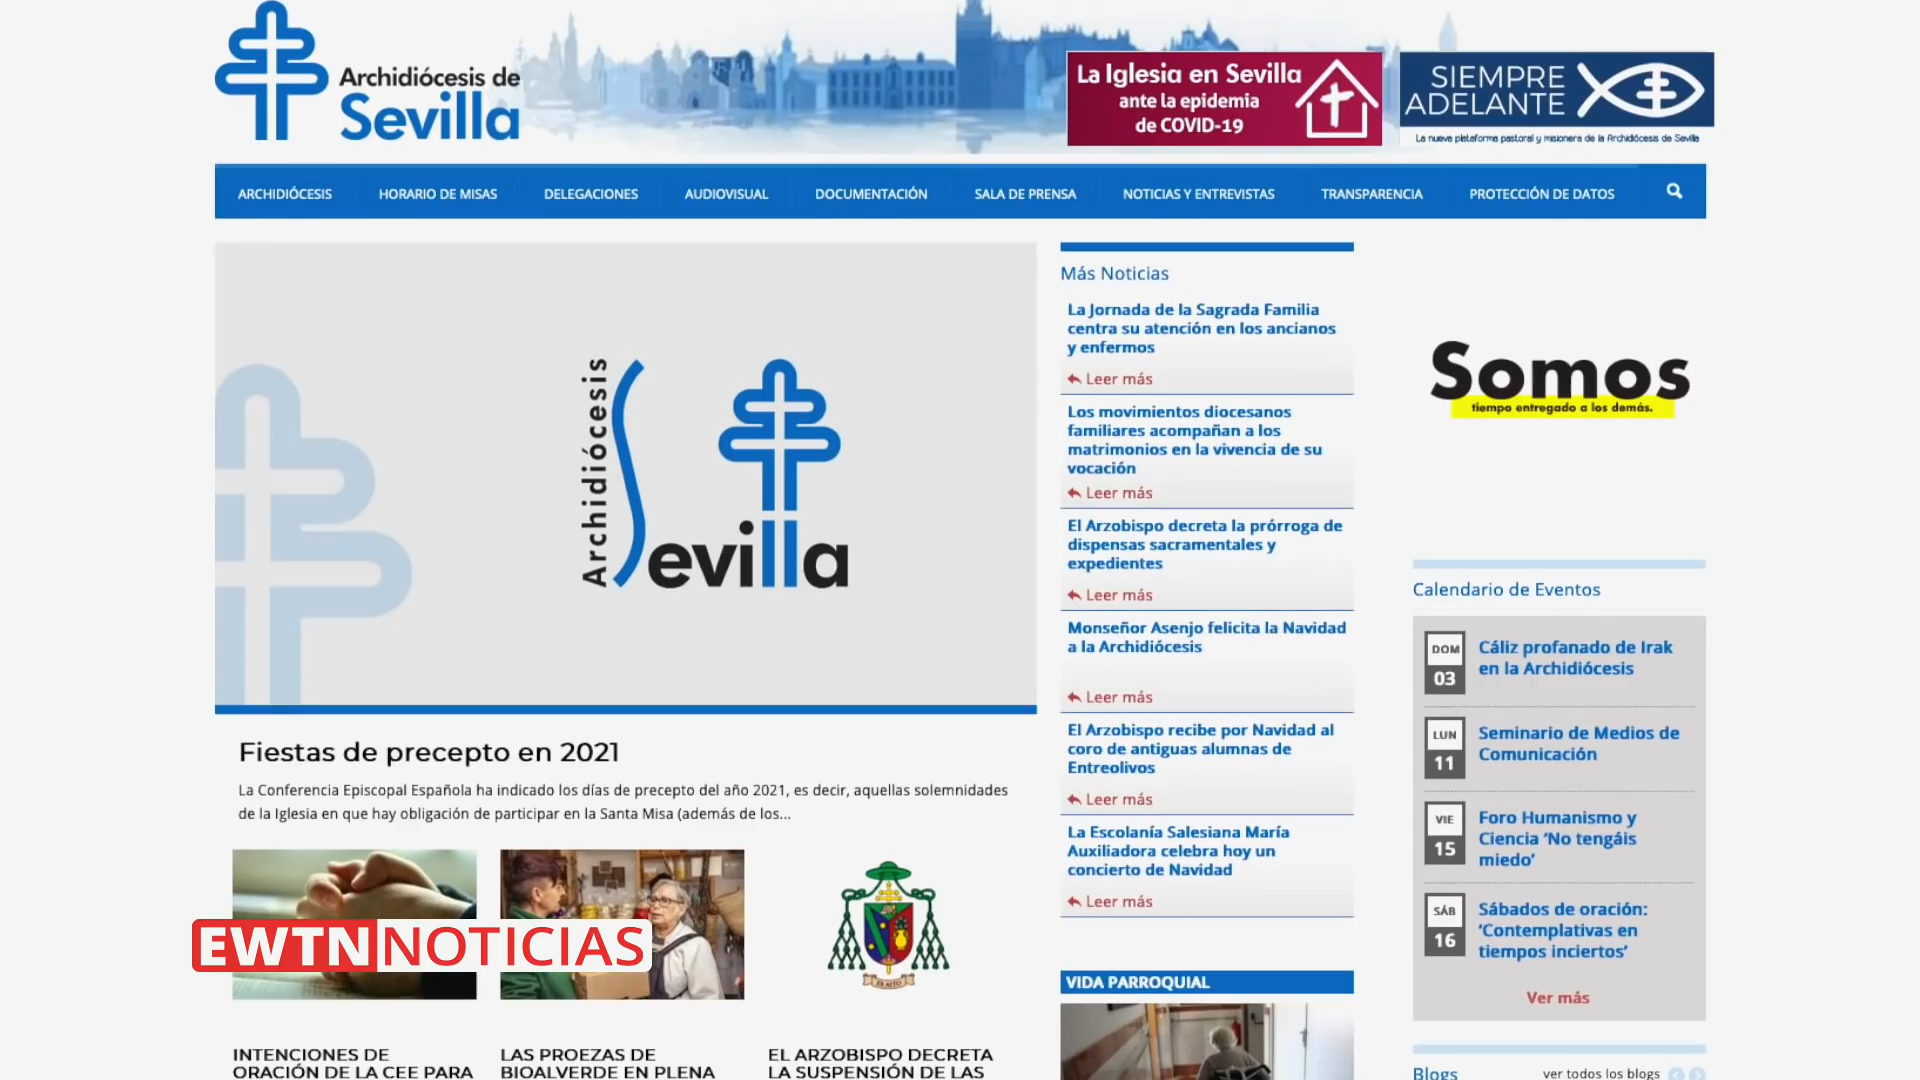 Archidiócesis de
Sevilla
La Iglesia en Sevilla
ante la epidemia
de COVID-19
SIEMPRE
ADELANTE
La nueva plataforma pastoral y misionera de la Archidiócesis de Sevilla
ARCHIDIÓCESIS HORARIO DE MISAS DELEGACIONES AUDIOVISUAL DOCUMENTACIÓN SALA DE PRENSA NOTICIAS Y ENTREVISTAS TRANSPARENCIA PROTECCIÓN DE DATOS
Archidiócesis
Sevilla
Fiestas de precepto en 2021
La Conferencia Episcopal Española ha indicado los días de precepto del año 2021, es decir, aquellas solemnidades
de la Iglesia en que hay obligación de participar en la Santa Misa (además de los...
EWTN NOTICIAS
EX ALTO
INTENCIONES DE
ORACIÓN DE LA CEE PARA
LAS PROEZAS DE
BIOALVERDE EN PLENA
EL ARZOBISPO DECRETA
LA SUSPENSIÓN DE LAS
Más Noticias
La Jornada de la Sagrada Familia
centra su atención en los ancianos
y enfermos
Leer más
Los movimientos diocesanos
familiares acompañan a los
matrimonios en la vivencia de su
vocación
Leer más
El Arzobispo decreta la prórroga de
dispensas sacramentales y
expedientes
Leer más
Monseñor Asenjo felicita la Navidad
a la Archidiócesis
Leer más
El Arzobispo recibe por Navidad al
coro de antiguas alumnas de
Entreolivos
Leer más
La Escolanía Salesiana María
Auxiliadora celebra hoy un
concierto de Navidad
Leer más
VIDA PARROQUIAL
Somos
tiempo entregado a los demás.
Calendario de Eventos
DOM
03
Cáliz profanado de Irak
en la Archidiócesis
LUN
11
Seminario de Medios de
Comunicación
VIE
15
Foro Humanismo y
Ciencia ‘No tengáis
miedo’
SÁB
16
Sábados de oración:
‘Contemplativas en
tiempos inciertos’
Ver más
Blogs ver todos los blogs